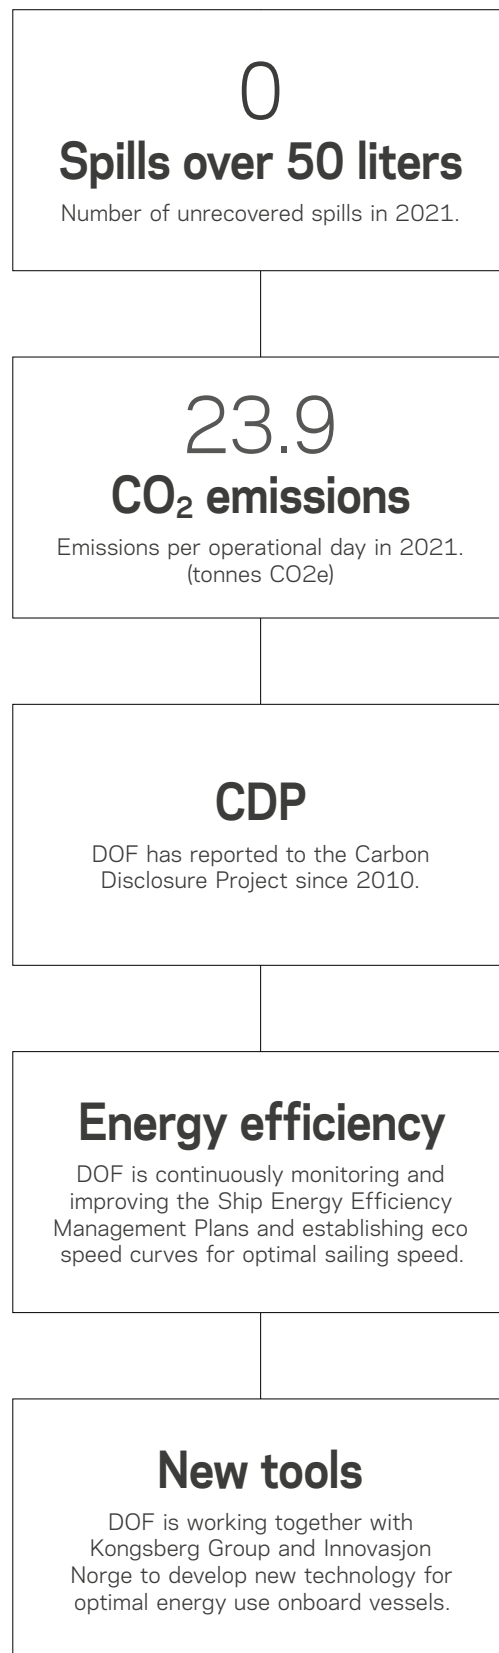 0
Spills over 50 liters
Number of unrecovered spills in 2021.
23.9
CO₂ emissions
Emissions per operational day in 2021.
(tonnes CO2e)
CDP
DOF has reported to the Carbon
Disclosure Project since 2010.
Energy efficiency
DOF is continuously monitoring and
improving the Ship Energy Efficiency
Management Plans and establishing eco
speed curves for optimal sailing speed.
New tools
DOF is working together with
Kongsberg Group and Innovasjon
Norge to develop new technology for
optimal energy use onboard vessels.